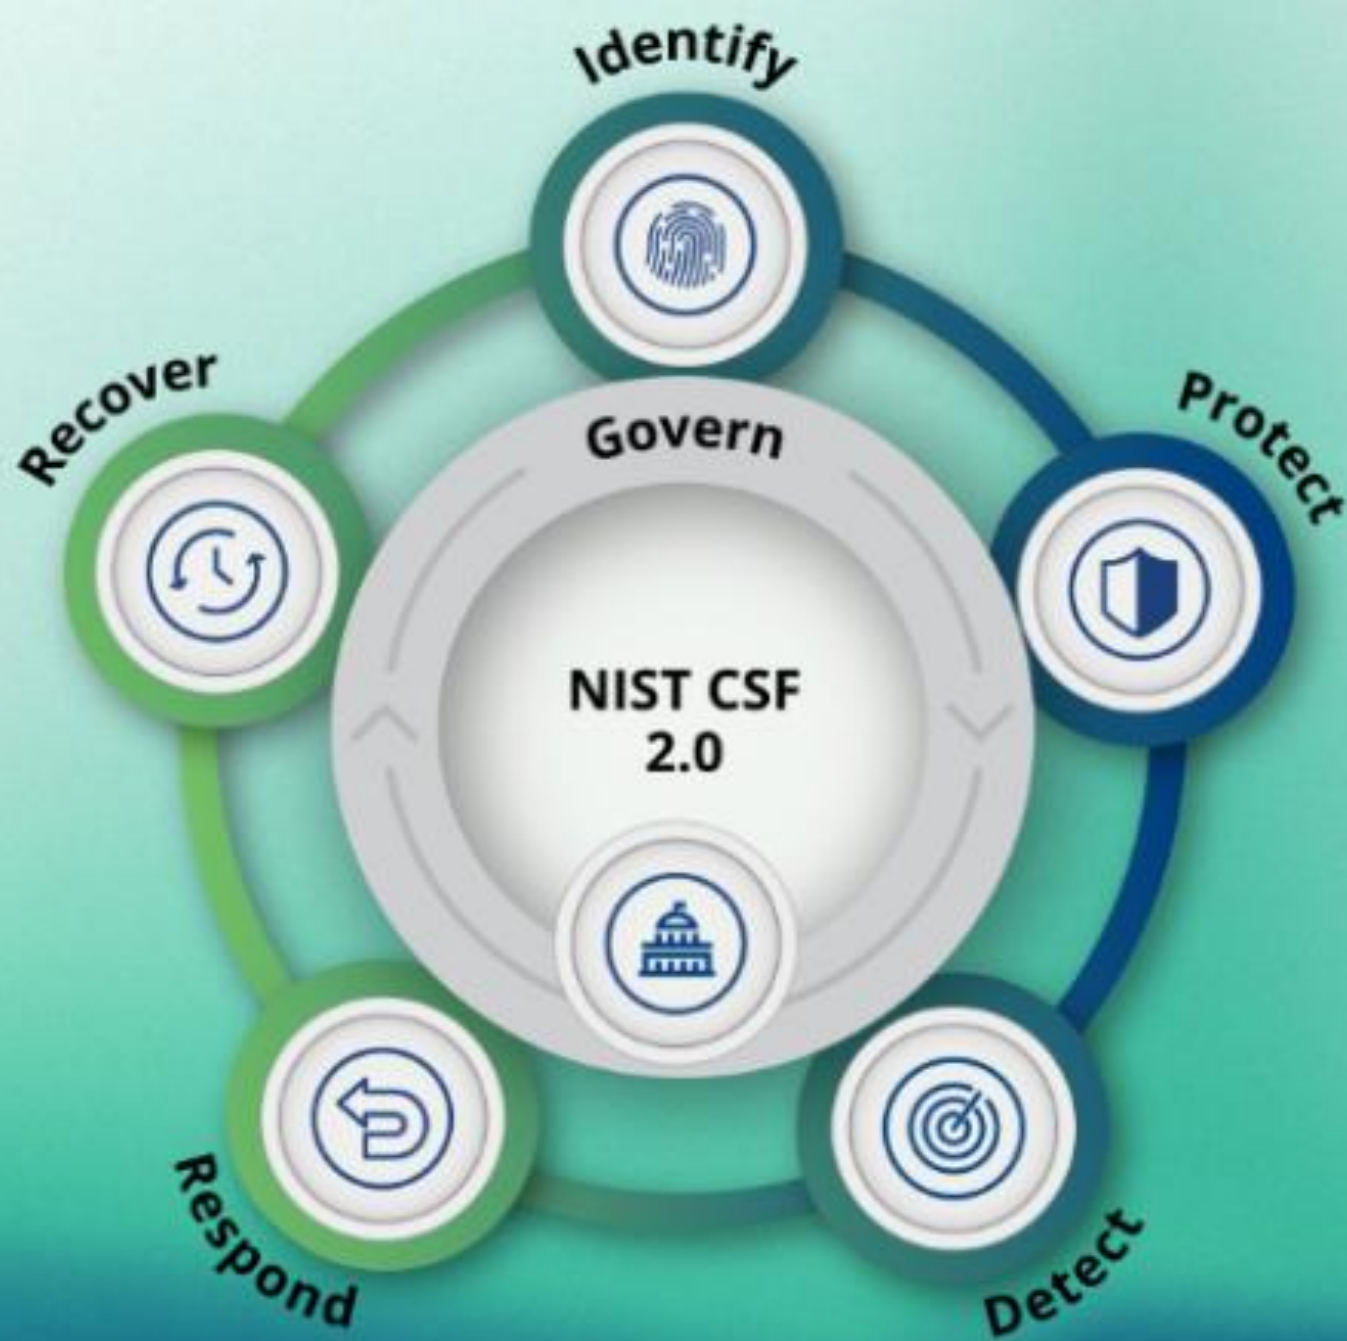 Identify
Protect
Detect
Respond
Recover
Govern
NIST CSF
2.0